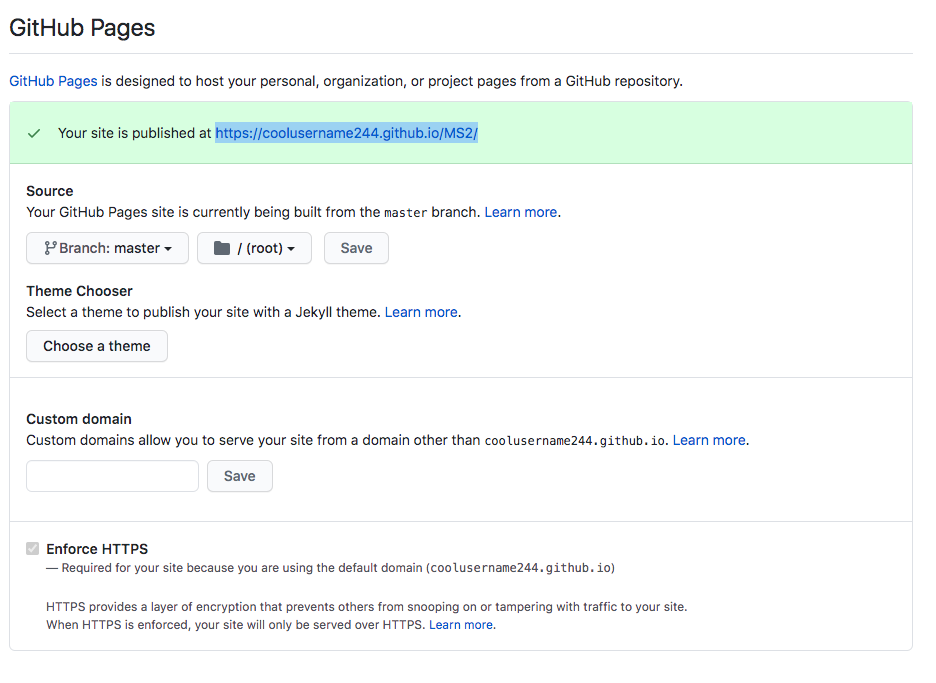 GitHub Pages
GitHub Pages is designed to host your personal, organization, or project pages from a GitHub repository.
Your site is published at https://coolusername244.github.io/MS2/
Source
Your GitHub Pages site is currently being built from the master branch. Learn more.
Branch: master / (root) Save
Theme Chooser
Select a theme to publish your site with a Jekyll theme. Learn more.
Choose a theme
Custom domain
Custom domains allow you to serve your site from a domain other than coolusername244.github.io. Learn more.
Save
Enforce HTTPS
— Required for your site because you are using the default domain (coolusername244.github.io)
HTTPS provides a layer of encryption that prevents others from snooping on or tampering with traffic to your site.
When HTTPS is enforced, your site will only be served over HTTPS. Learn more.